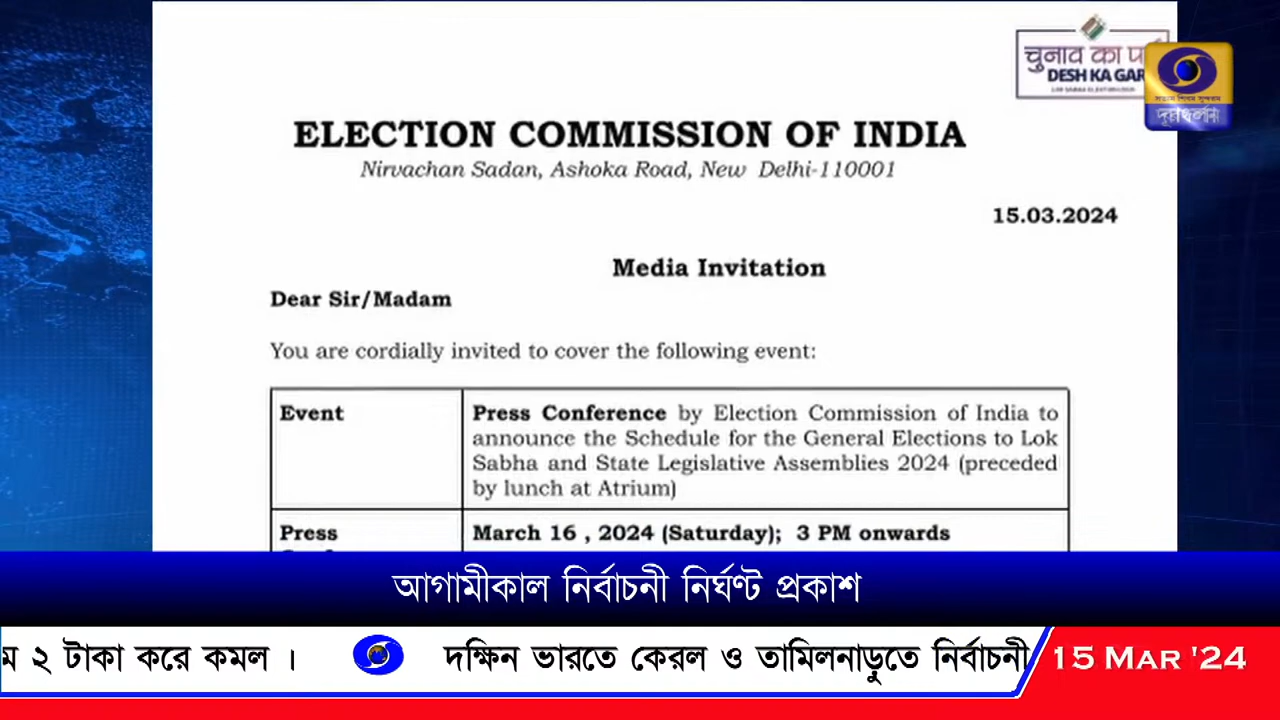 चुनाव का पर्
DESH KA GAR
ELECTION COMMISSION OF INDIA
Nirvachan Sadan, Ashoka Road, New Delhi-110001
15.03.2024
Media Invitation
Dear Sir/Madam
You are cordially invited to cover the following event:
Event
Press Conference by Election Commission of India to
announce the Schedule for the General Elections to Lok
Sabha and State Legislative Assemblies 2024 (preceded
by lunch at Atrium)
Press
March 16 , 2024 (Saturday); 3 PM onwards
আগামীকাল নির্বাচনী নির্ঘণ্ট প্রকাশ
ম ২ টাকা করে কমল ।
দক্ষিন ভারতে কেরল ও তামিলনাড়ুতে নির্বাচনী
15 MAR '24